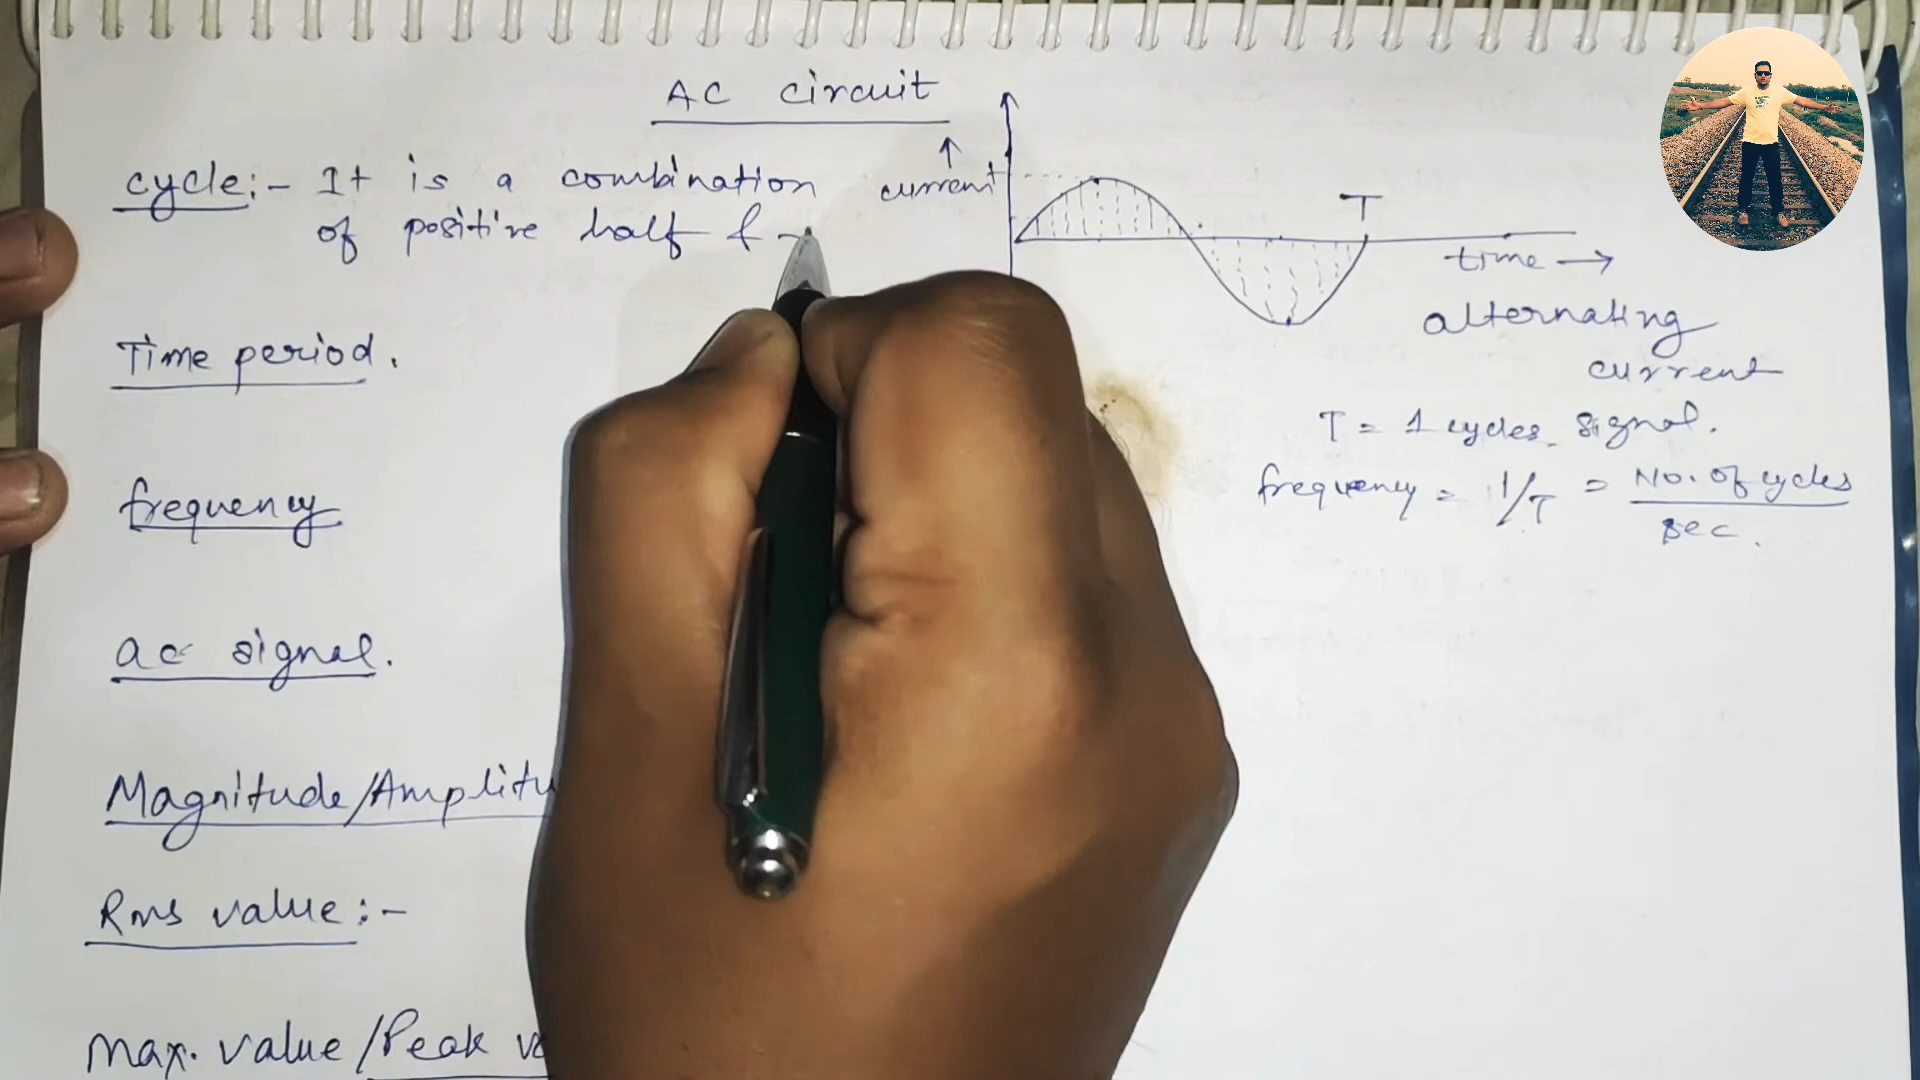 AC circuit
cycle:- It is a combination
of positive half &
current
T
time →
alternating
current
T = 1 cycles signal.
frequency = 1/T = No. of cycles
sec.
Time period.
frequency
ac signal.
Magnitude/Amplitu
Rms value:-
Max. value/Peak